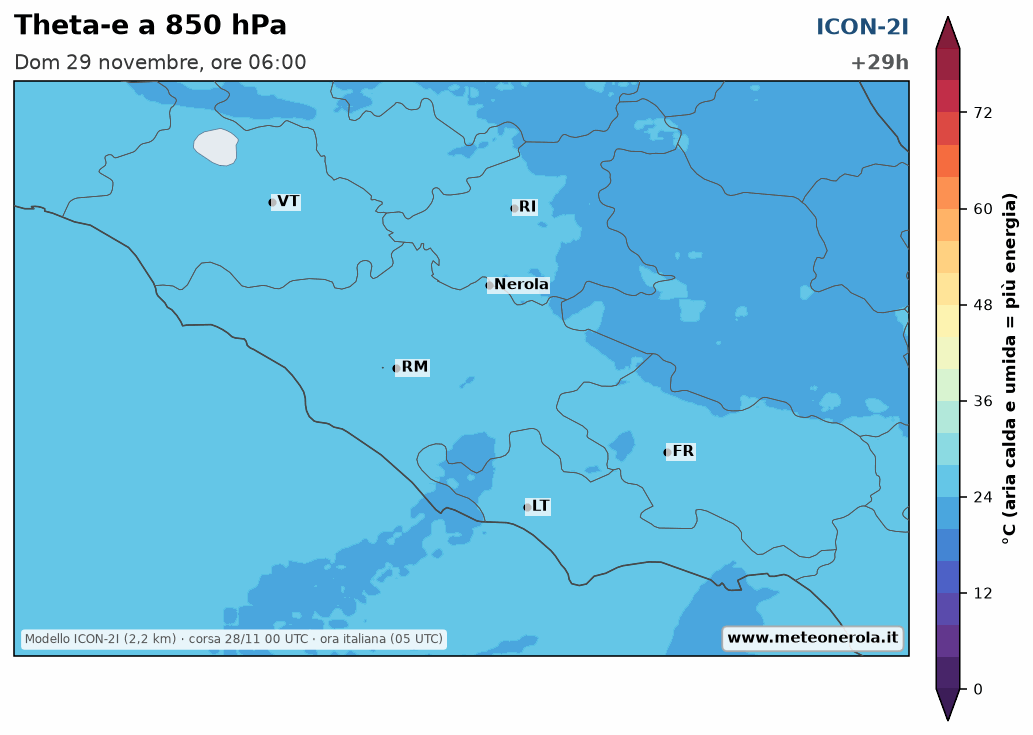 Theta-e a 850 hPa
ICON-2I
Dom 29 novembre, ore 06:00
+29h
VT
RI
Nerola
RM
FR
LT
Modello ICON-2I (2,2 km) · corsa 28/11 00 UTC · ora italiana (05 UTC)
www.meteonerola.it
72
60
48
36
24
12
0
°C (aria calda e umida = più energia)